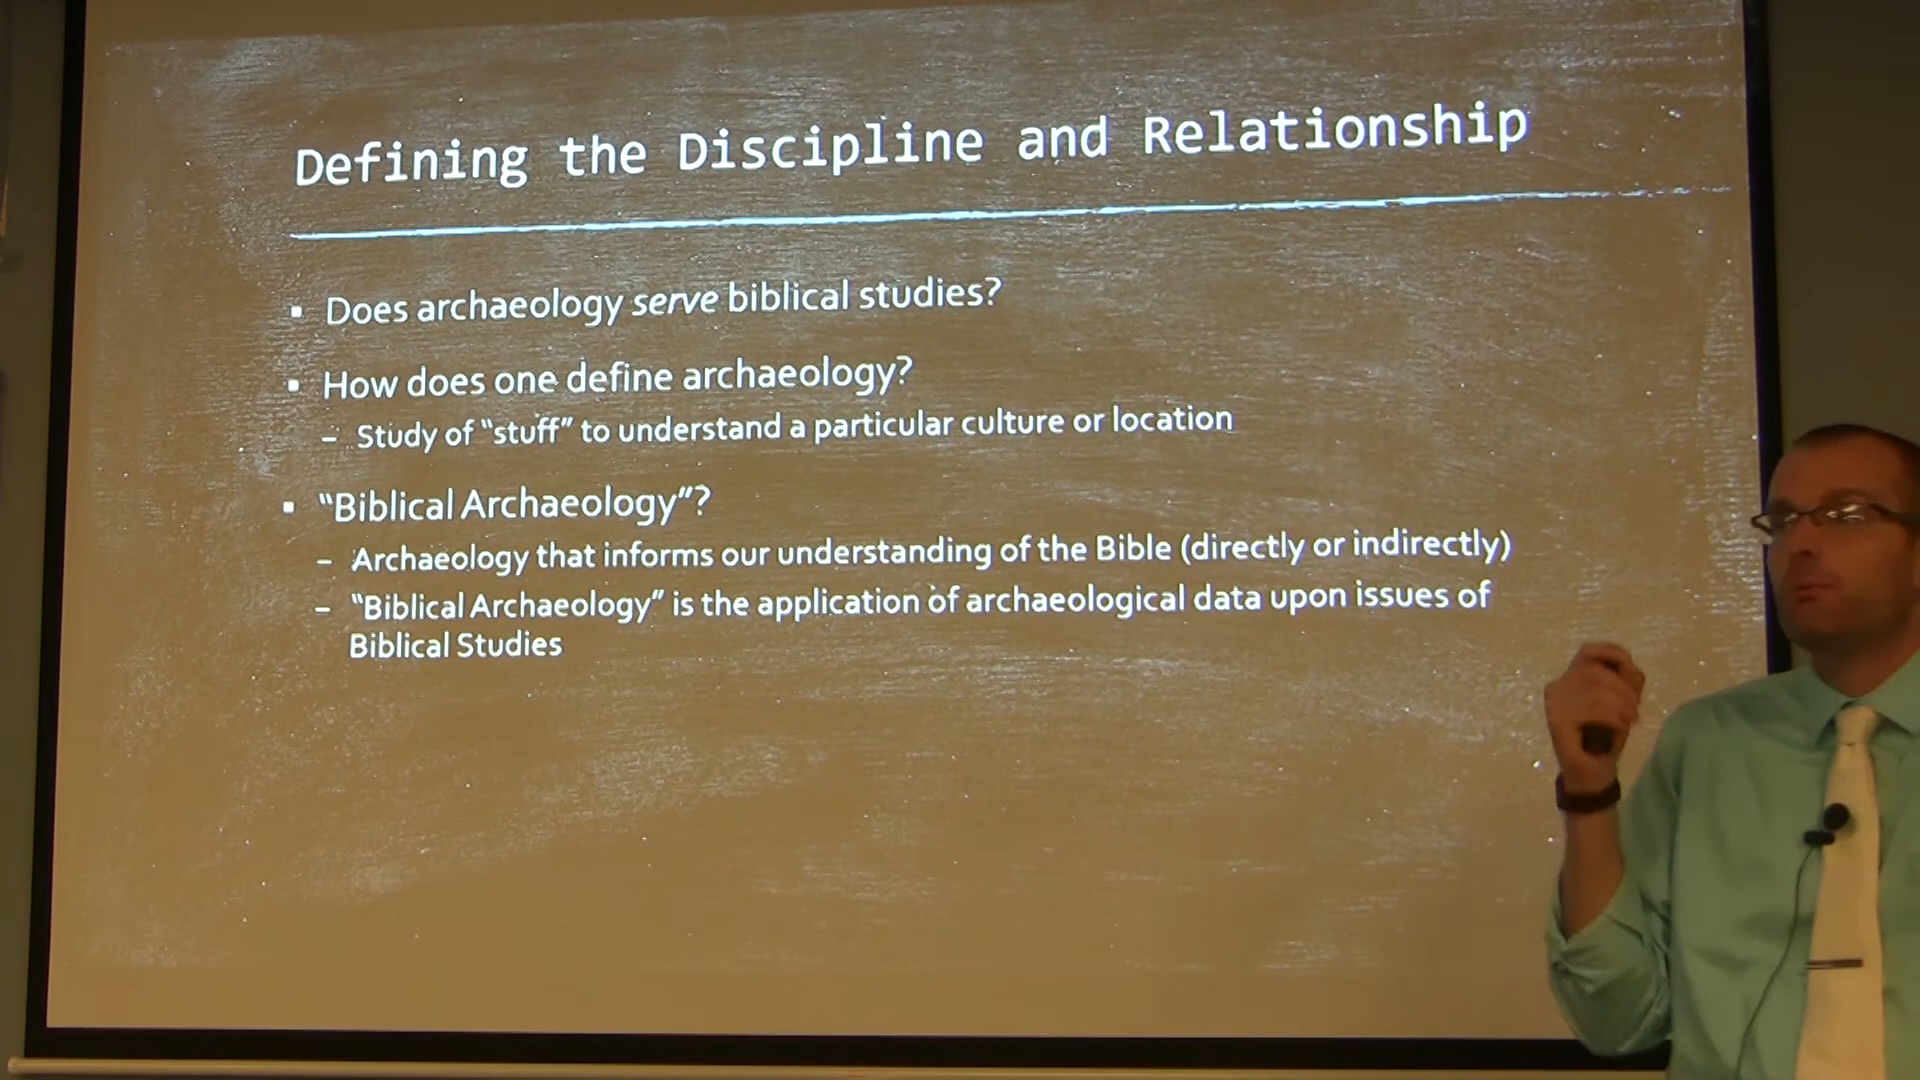 Defining the Discipline and Relationship
▪ Does archaeology serve biblical studies?
▪ How does one define archaeology?
– Study of “stuff” to understand a particular culture or location
▪ “Biblical Archaeology”?
– Archaeology that informs our understanding of the Bible (directly or indirectly)
– “Biblical Archaeology” is the application of archaeological data upon issues of
Biblical Studies